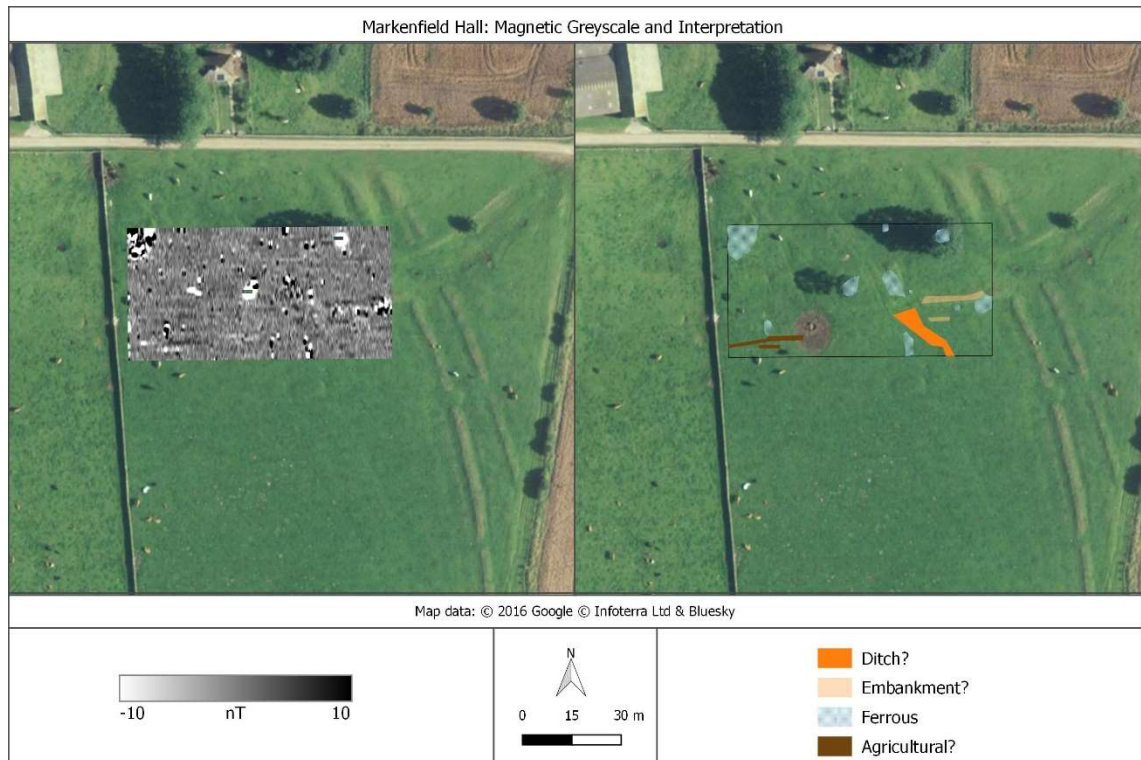 Markenfield Hall: Magnetic Greyscale and Interpretation
Map data: © 2016 Google © Infoterra Ltd & Bluesky
-10 nT 10
N
0 15 30 m
Ditch?
Embankment?
Ferrous
Agricultural?